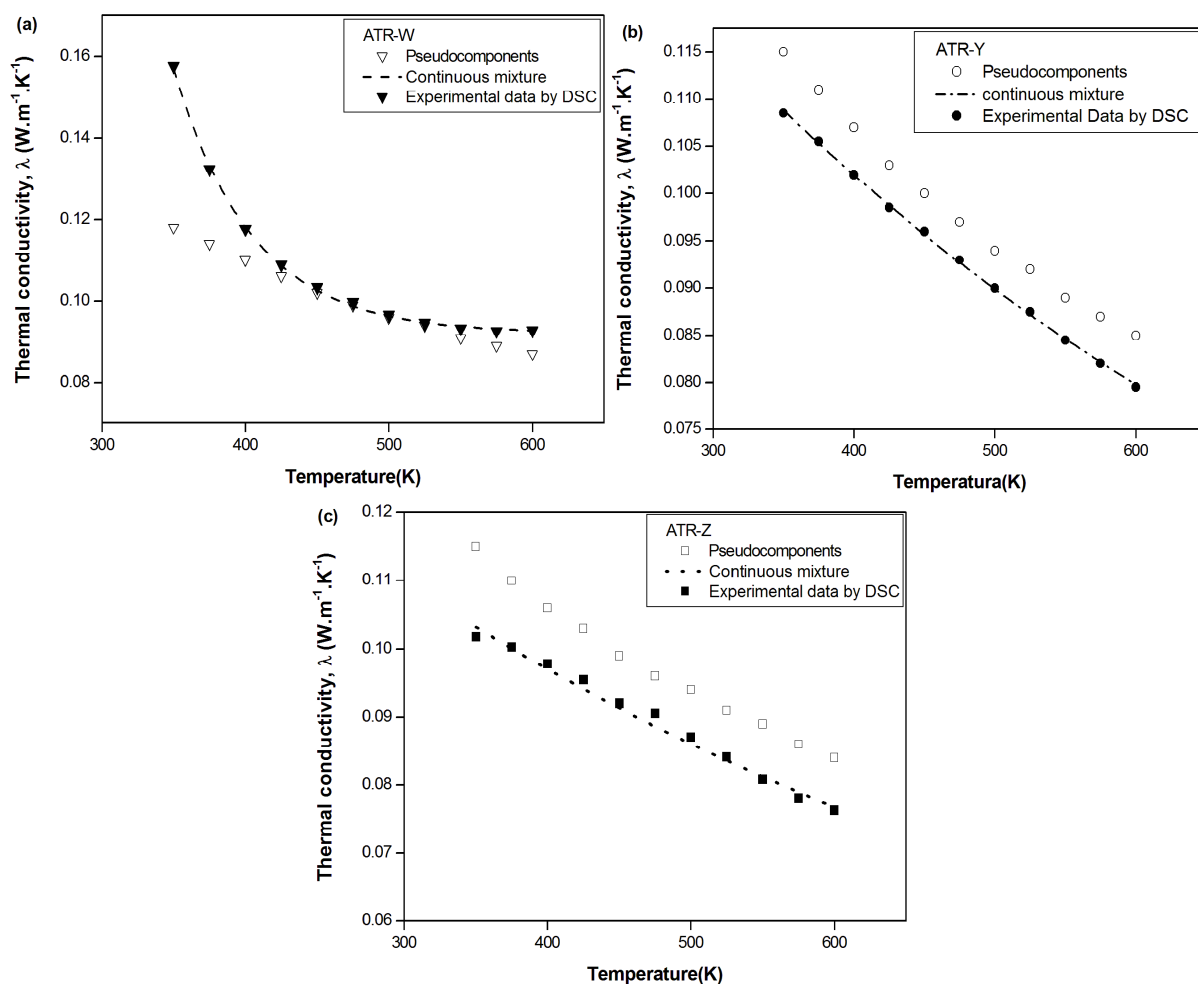 (a)
ATR-W
Pseudocomponents
Continuous mixture
Experimental data by DSC
0.16
0.14
0.12
0.10
0.08
300 400 500 600
Thermal conductivity, λ (W.m⁻¹.K⁻¹)
Temperature(K)
(b)
ATR-Y
Pseudocomponents
continuous mixture
Experimental Data by DSC
0.115
0.110
0.105
0.100
0.095
0.090
0.085
0.080
0.075
300 400 500 600
Thermal conductivity, λ (W.m⁻¹.K⁻¹)
Temperatura(K)
(c)
ATR-Z
Pseudocomponents
Continuous mixture
Experimental data by DSC
0.12
0.11
0.10
0.09
0.08
0.07
0.06
300 400 500 600
Thermal conductivity, λ (W.m⁻¹.K⁻¹)
Temperature(K)